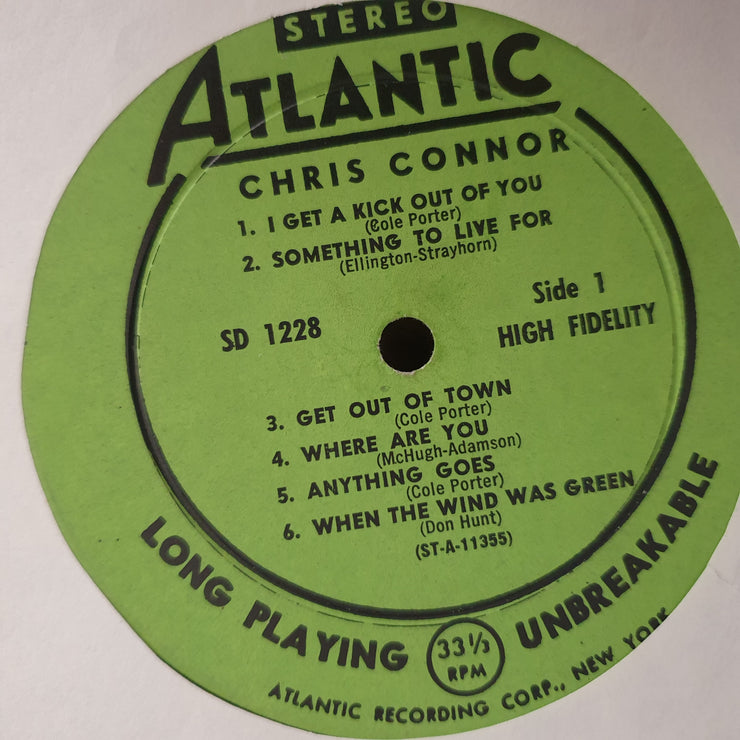 STEREO
ATLANTIC
CHRIS CONNOR
1. I GET A KICK OUT OF YOU
(Cole Porter)
2. SOMETHING TO LIVE FOR
(Ellington-Strayhorn)
SD 1228
Side 1
HIGH FIDELITY
3. GET OUT OF TOWN
(Cole Porter)
4. WHERE ARE YOU
(McHugh-Adamson)
5. ANYTHING GOES
(Cole Porter)
6. WHEN THE WIND WAS GREEN
(Don Hunt)
(ST-A-11355)
LONG PLAYING 33⅓ RPM UNBREAKABLE
ATLANTIC RECORDING CORP., NEW YORK